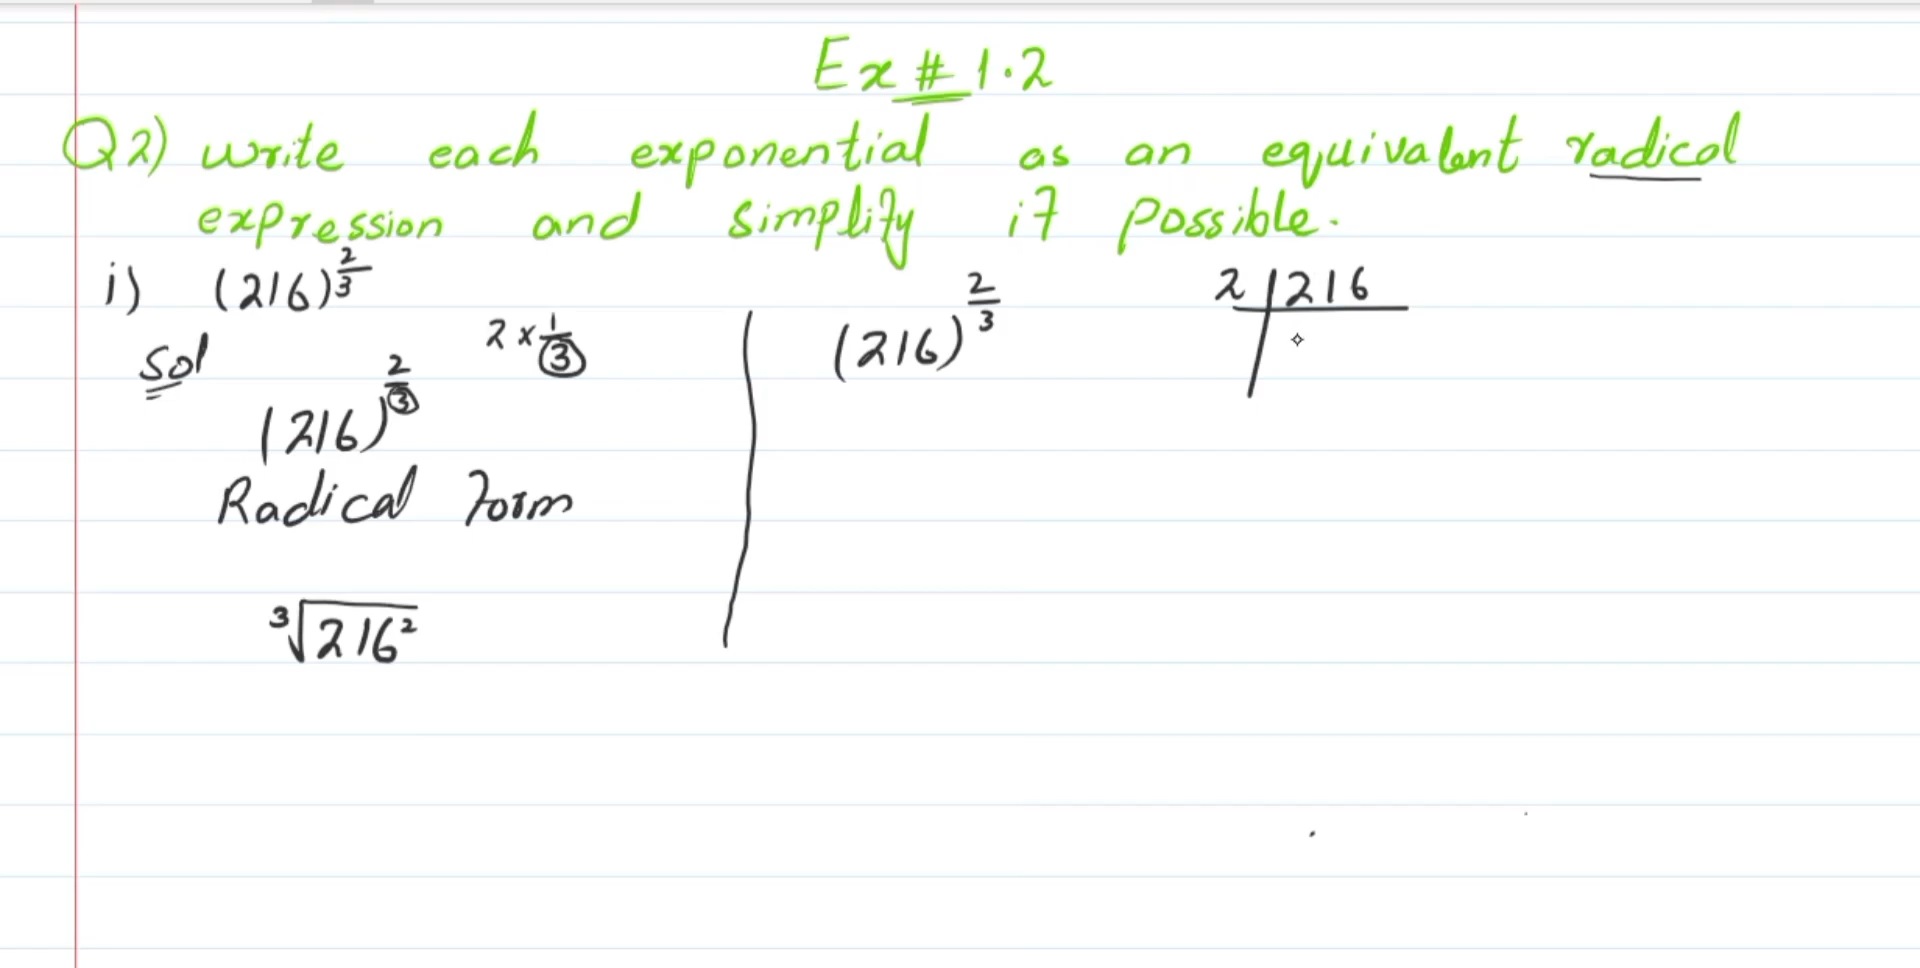 Ex # 1.2
Q2) write each exponential as an equivalent radical
expression and simplify if possible.
i) (216)^(2/3)
Sol
2 × 1/3
(216)^(2/3)
Radical Form
∛216²
(216)^(2/3)
2 | 216